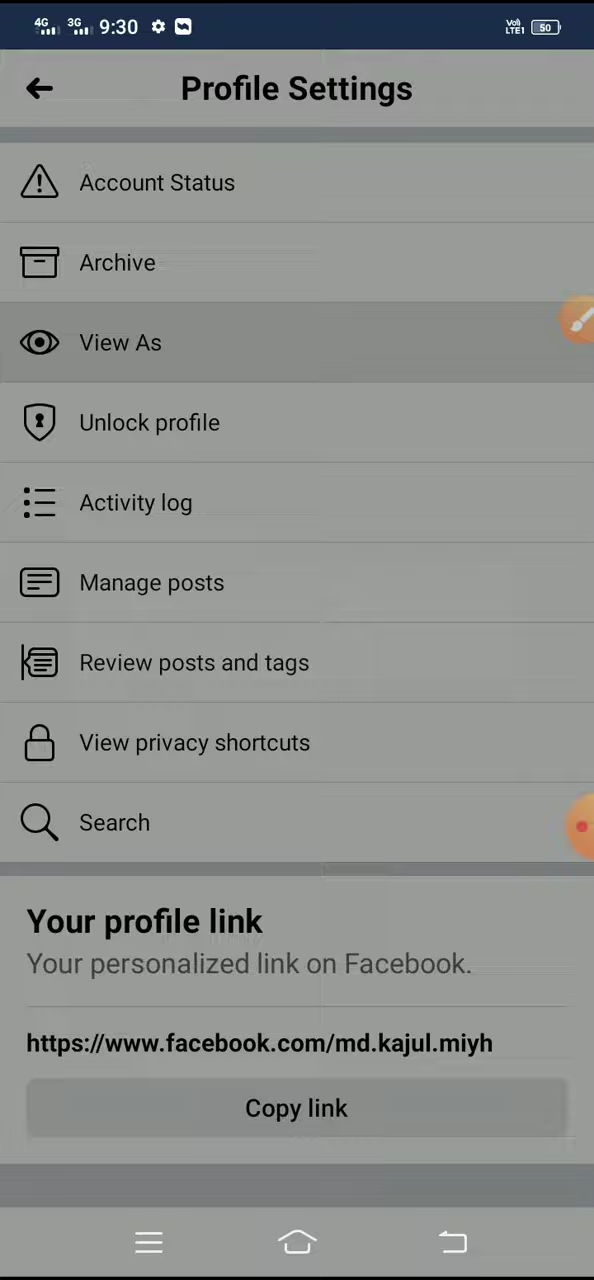 4G 3G 9:30 VoLTE1 50
Profile Settings
Account Status
Archive
View As
Unlock profile
Activity log
Manage posts
Review posts and tags
View privacy shortcuts
Search
Your profile link
Your personalized link on Facebook.
https://www.facebook.com/md.kajul.miyh
Copy link